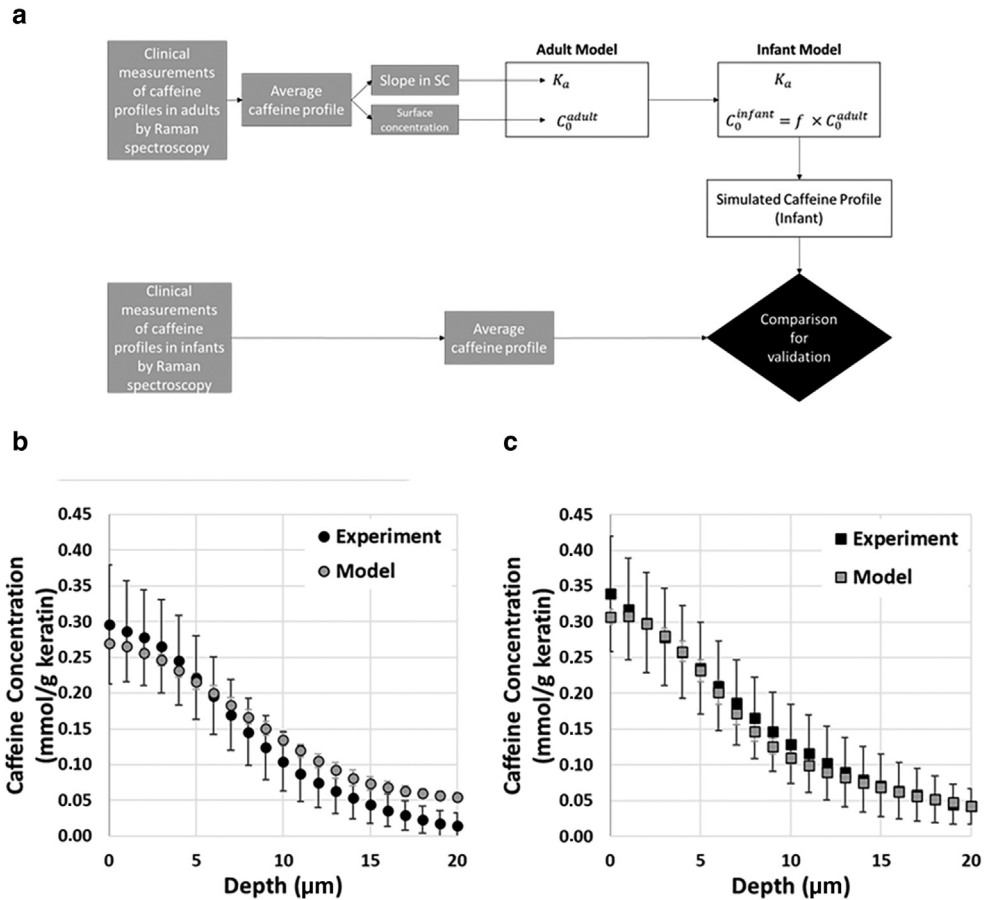 a
Clinical
measurements
of caffeine
profiles in adults
by Raman
spectroscopy
Average
caffeine profile
Slope in SC
Surface
concentration
Adult Model
K_a
C_0^{adult}
Infant Model
K_a
C_0^{infant} = f × C_0^{adult}
Simulated Caffeine Profile
(Infant)
Clinical
measurements
of caffeine
profiles in infants
by Raman
spectroscopy
Average
caffeine profile
Comparison
for
validation
b
Caffeine Concentration
(mmol/g keratin)
0.45
0.40
0.35
0.30
0.25
0.20
0.15
0.10
0.05
0.00
Experiment
Model
0 5 10 15 20
Depth (µm)
c
Caffeine Concentration
(mmol/g keratin)
0.45
0.40
0.35
0.30
0.25
0.20
0.15
0.10
0.05
0.00
Experiment
Model
0 5 10 15 20
Depth (µm)